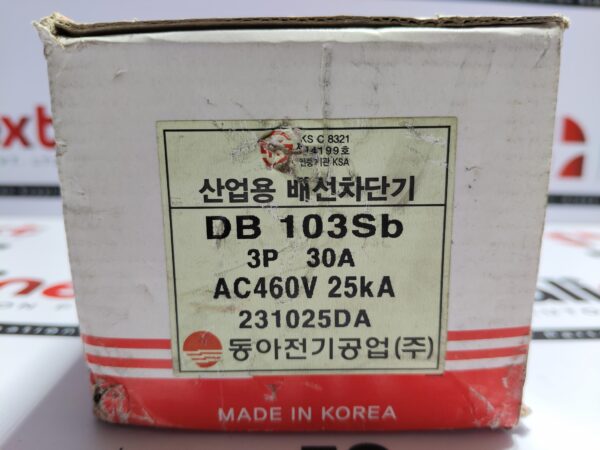 KS C 8321
산업용 배선차단기
DB 103Sb
3P 30A
AC460V 25kA
231025DA
동아전기공업(주)
MADE IN KOREA